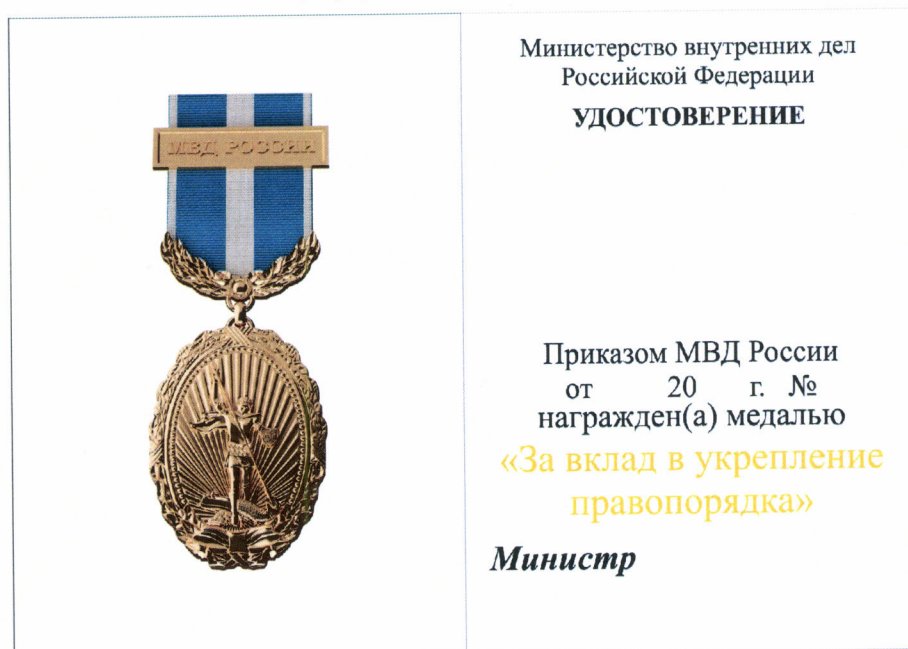 МВД РОССИИ
Министерство внутренних дел
Российской Федерации
УДОСТОВЕРЕНИЕ
Приказом МВД России
от 20 г. №
награжден(а) медалью
«За вклад в укрепление
правопорядка»
Министр